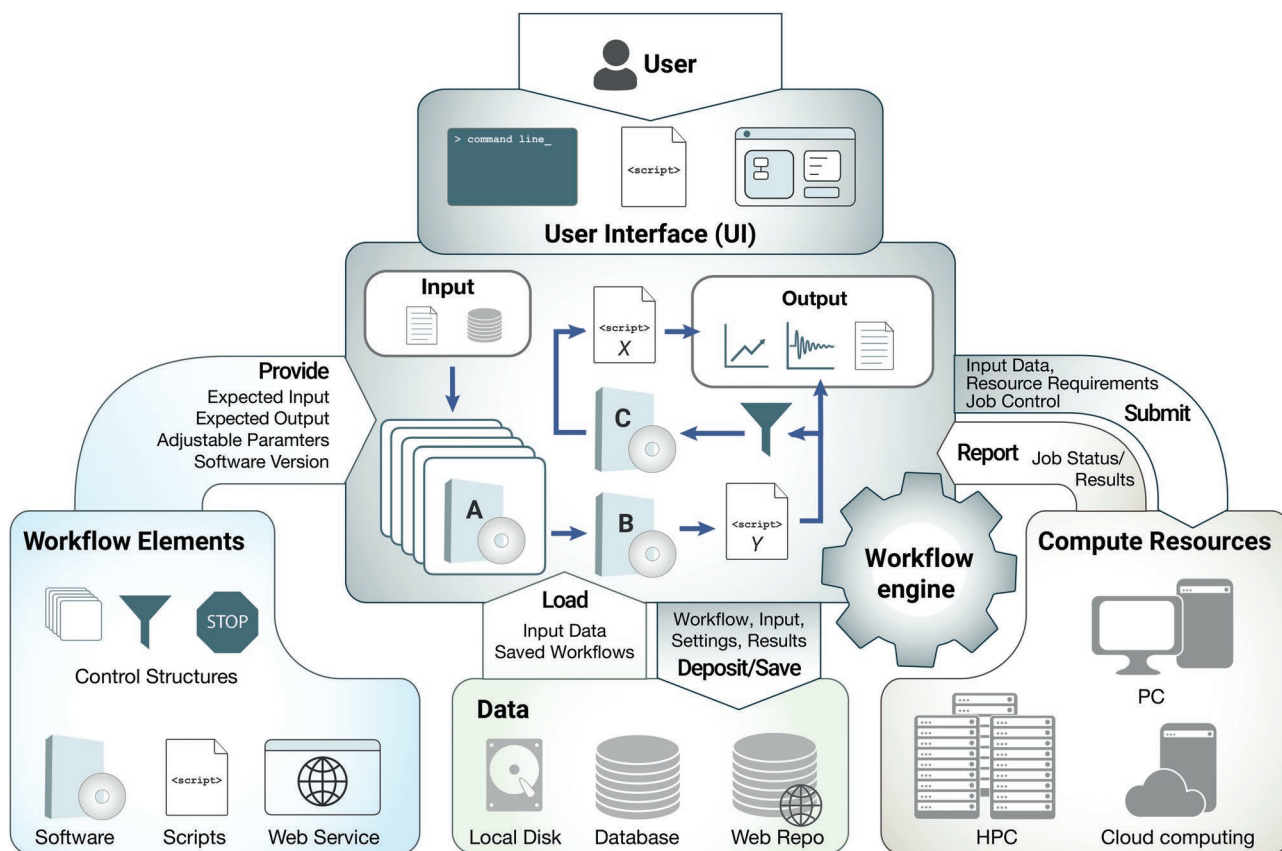 User
> command line_
<script>
User Interface (UI)
Input
<script>
X
Output
Provide
Expected Input
Expected Output
Adjustable Paramters
Software Version
C
A
B
<script>
Y
Input Data,
Resource Requirements
Job Control
Submit
Report
Job Status/
Results
Workflow
engine
Workflow Elements
STOP
Control Structures
Software
<script>
Scripts
Web Service
Load
Input Data
Saved Workflows
Workflow, Input,
Settings, Results
Deposit/Save
Data
Local Disk
Database
Web Repo
Compute Resources
PC
HPC
Cloud computing